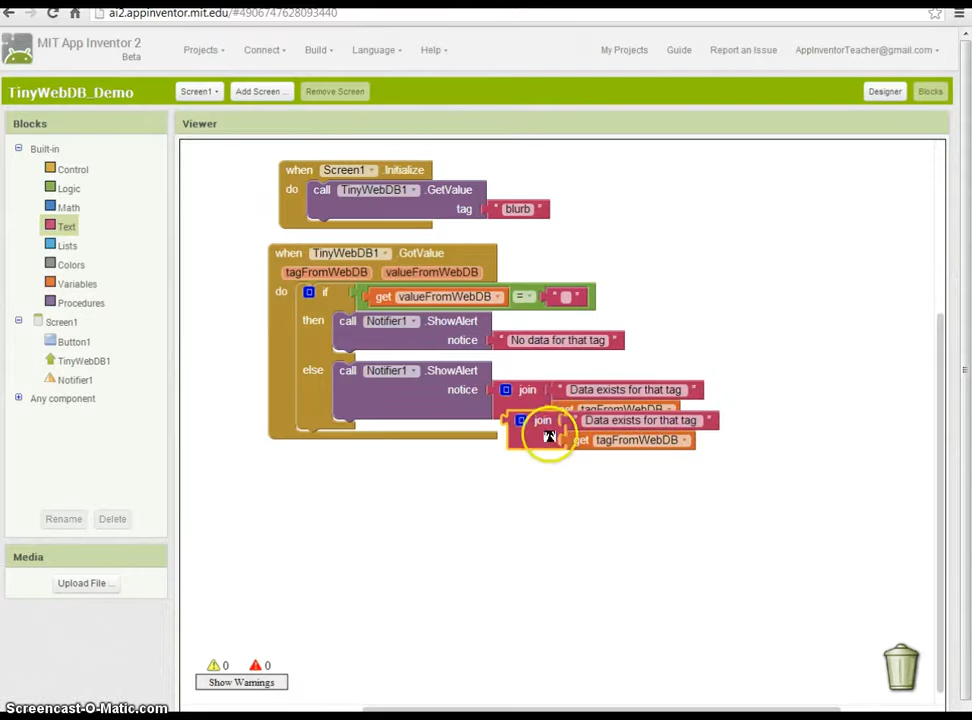 ai2.appinventor.mit.edu/#4906747628093440
MIT App Inventor 2
Beta
Projects
Connect
Build
Language
Help
My Projects
Guide
Report an Issue
AppInventorTeacher@gmail.com
TinyWebDB_Demo
Screen1
Add Screen ...
Remove Screen
Designer
Blocks
Blocks
Viewer
Built-in
Control
Logic
Math
Text
Lists
Colors
Variables
Procedures
Screen1
Button1
TinyWebDB1
Notifier1
Any component
Rename
Delete
Media
Upload File ...
when Screen1 .Initialize
do call TinyWebDB1 .GetValue
tag " blurb "
when TinyWebDB1 .GotValue
tagFromWebDB valueFromWebDB
do if get valueFromWebDB = " "
then call Notifier1 .ShowAlert
notice " No data for that tag "
else call Notifier1 .ShowAlert
notice join " Data exists for that tag "
get tagFromWebDB
join " Data exists for that tag "
get tagFromWebDB
0 0
Show Warnings
Screencast-O-Matic.com